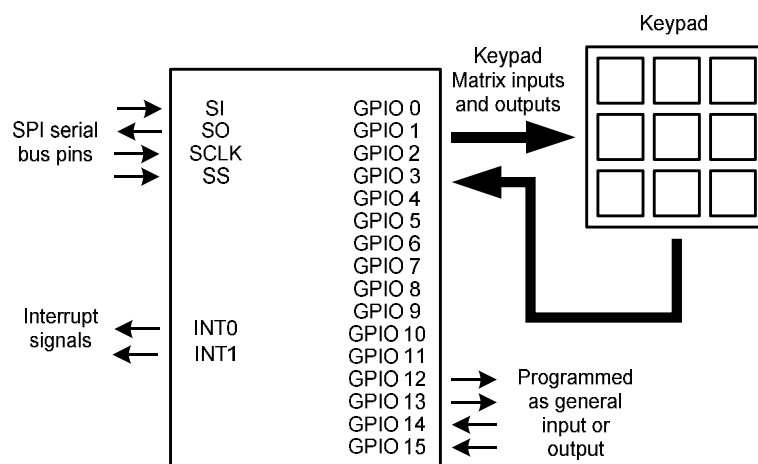 Keypad
Keypad
Matrix inputs
and outputs
SPI serial
bus pins
SI
SO
SCLK
SS
GPIO 0
GPIO 1
GPIO 2
GPIO 3
GPIO 4
GPIO 5
GPIO 6
GPIO 7
GPIO 8
GPIO 9
GPIO 10
GPIO 11
GPIO 12
GPIO 13
GPIO 14
GPIO 15
Interrupt
signals
INT0
INT1
Programmed
as general
input or
output